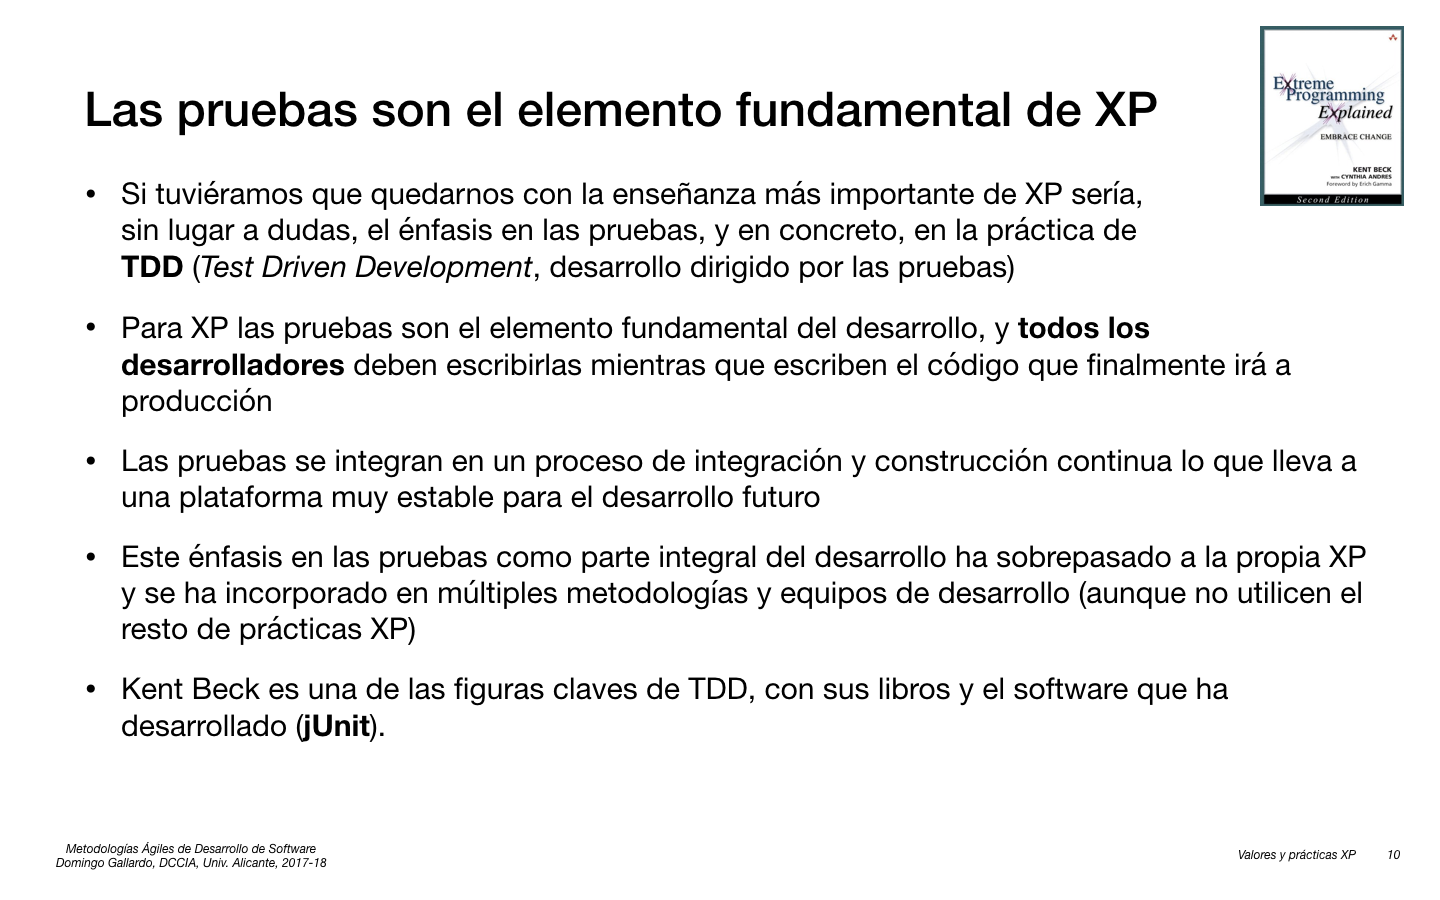 Las pruebas son el elemento fundamental de XP
Extreme
Programming
Explained
EMBRACE CHANGE
KENT BECK
WITH CYNTHIA ANDRES
Foreword by Erich Gamma
Second Edition
• Si tuviéramos que quedarnos con la enseñanza más importante de XP sería,
sin lugar a dudas, el énfasis en las pruebas, y en concreto, en la práctica de
TDD (Test Driven Development, desarrollo dirigido por las pruebas)
• Para XP las pruebas son el elemento fundamental del desarrollo, y todos los
desarrolladores deben escribirlas mientras que escriben el código que finalmente irá a
producción
• Las pruebas se integran en un proceso de integración y construcción continua lo que lleva a
una plataforma muy estable para el desarrollo futuro
• Este énfasis en las pruebas como parte integral del desarrollo ha sobrepasado a la propia XP
y se ha incorporado en múltiples metodologías y equipos de desarrollo (aunque no utilicen el
resto de prácticas XP)
• Kent Beck es una de las figuras claves de TDD, con sus libros y el software que ha
desarrollado (jUnit).
Metodologías Ágiles de Desarrollo de Software
Domingo Gallardo, DCCIA, Univ. Alicante, 2017-18
Valores y prácticas XP 10